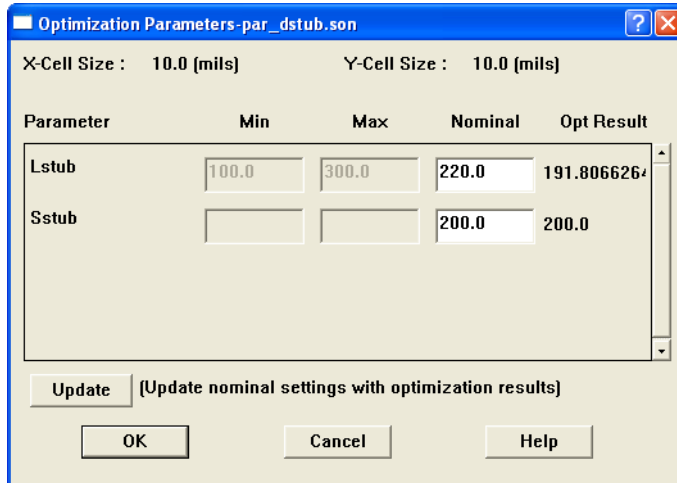 Optimization Parameters-par_dstub.son
X-Cell Size : 10.0 (mils) Y-Cell Size : 10.0 (mils)
Parameter Min Max Nominal Opt Result
Lstub 100.0 300.0 220.0 191.8066264
Sstub 200.0 200.0
Update (Update nominal settings with optimization results)
OK Cancel Help